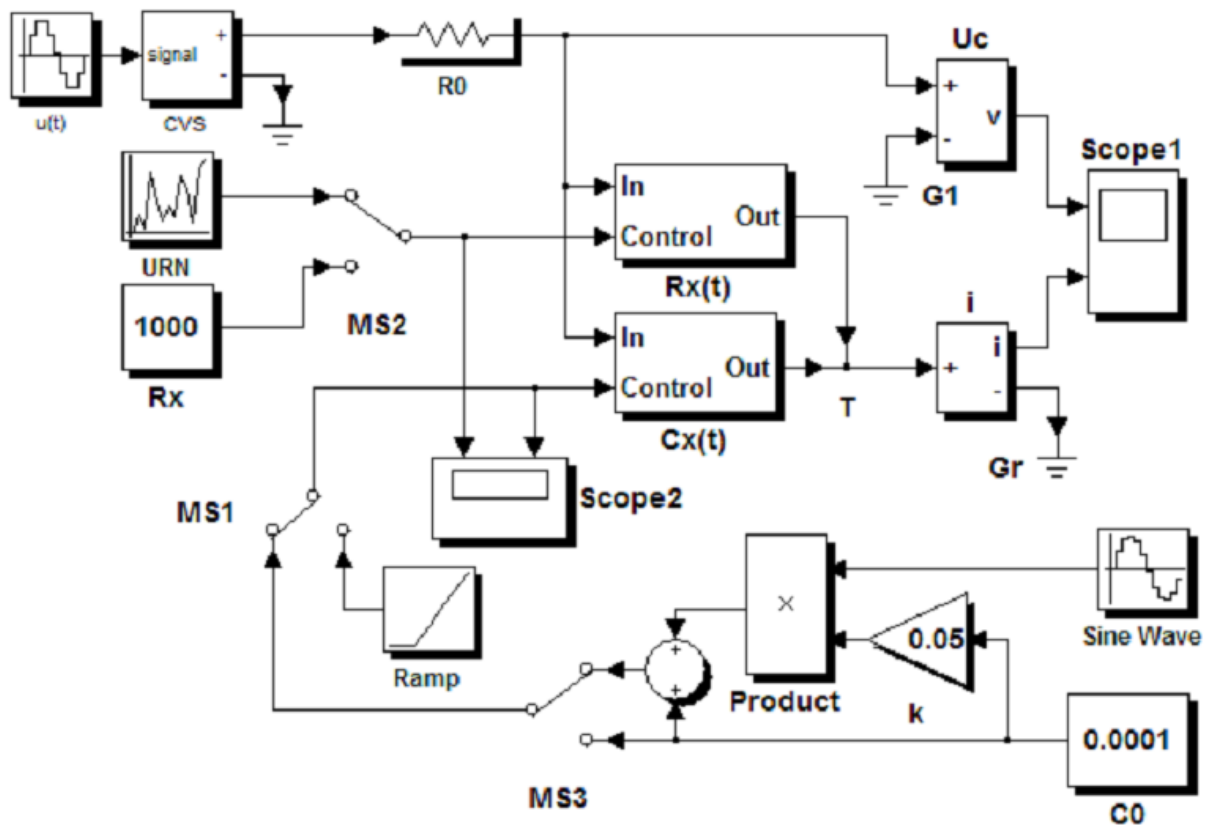 u(t)
signal
+
-
CVS
R0
Uc
+
-
v
G1
Scope1
URN
1000
Rx
MS2
In
Control
Out
Rx(t)
In
Control
Out
Cx(t)
T
i
+
i
-
Gr
MS1
Scope2
Ramp
+
+
X
Product
0.05
k
Sine Wave
0.0001
C0
MS3